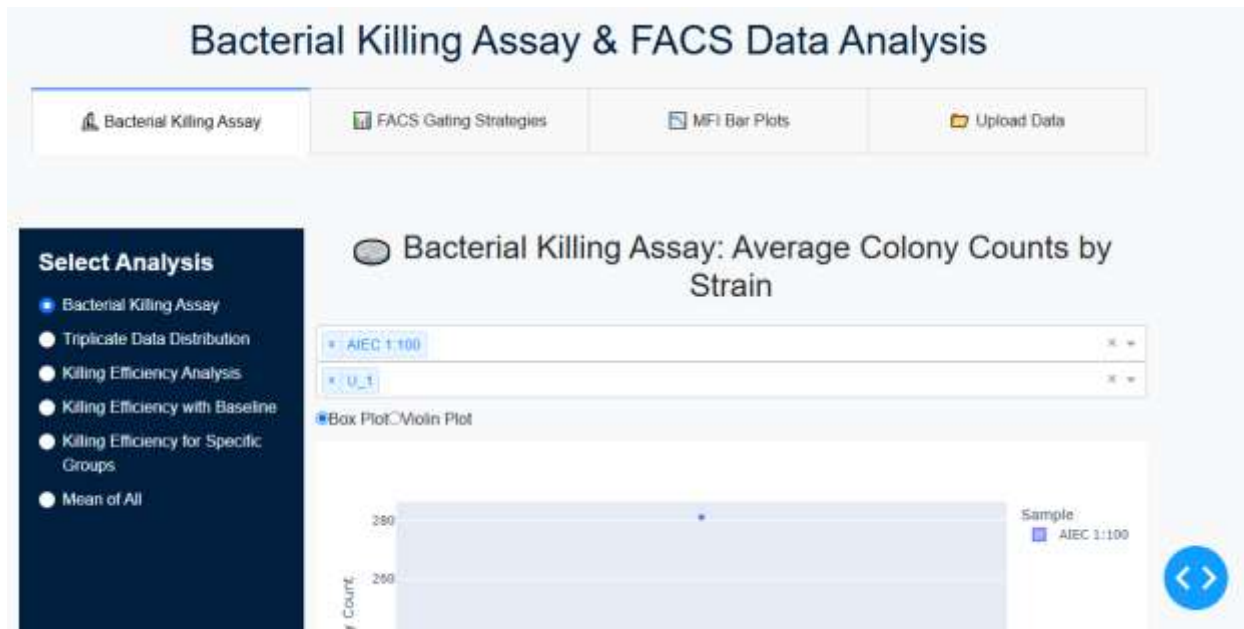 Bacterial Killing Assay & FACS Data Analysis
Bacterial Killing Assay
FACS Gating Strategies
MFI Bar Plots
Upload Data
Select Analysis
Bacterial Killing Assay
Triplicate Data Distribution
Killing Efficiency Analysis
Killing Efficiency with Baseline
Killing Efficiency for Specific
Groups
Mean of All
Bacterial Killing Assay: Average Colony Counts by
Strain
× AIEC 1:100
× U_1
Box Plot Violin Plot
280
260
y Count
Sample
AIEC 1:100